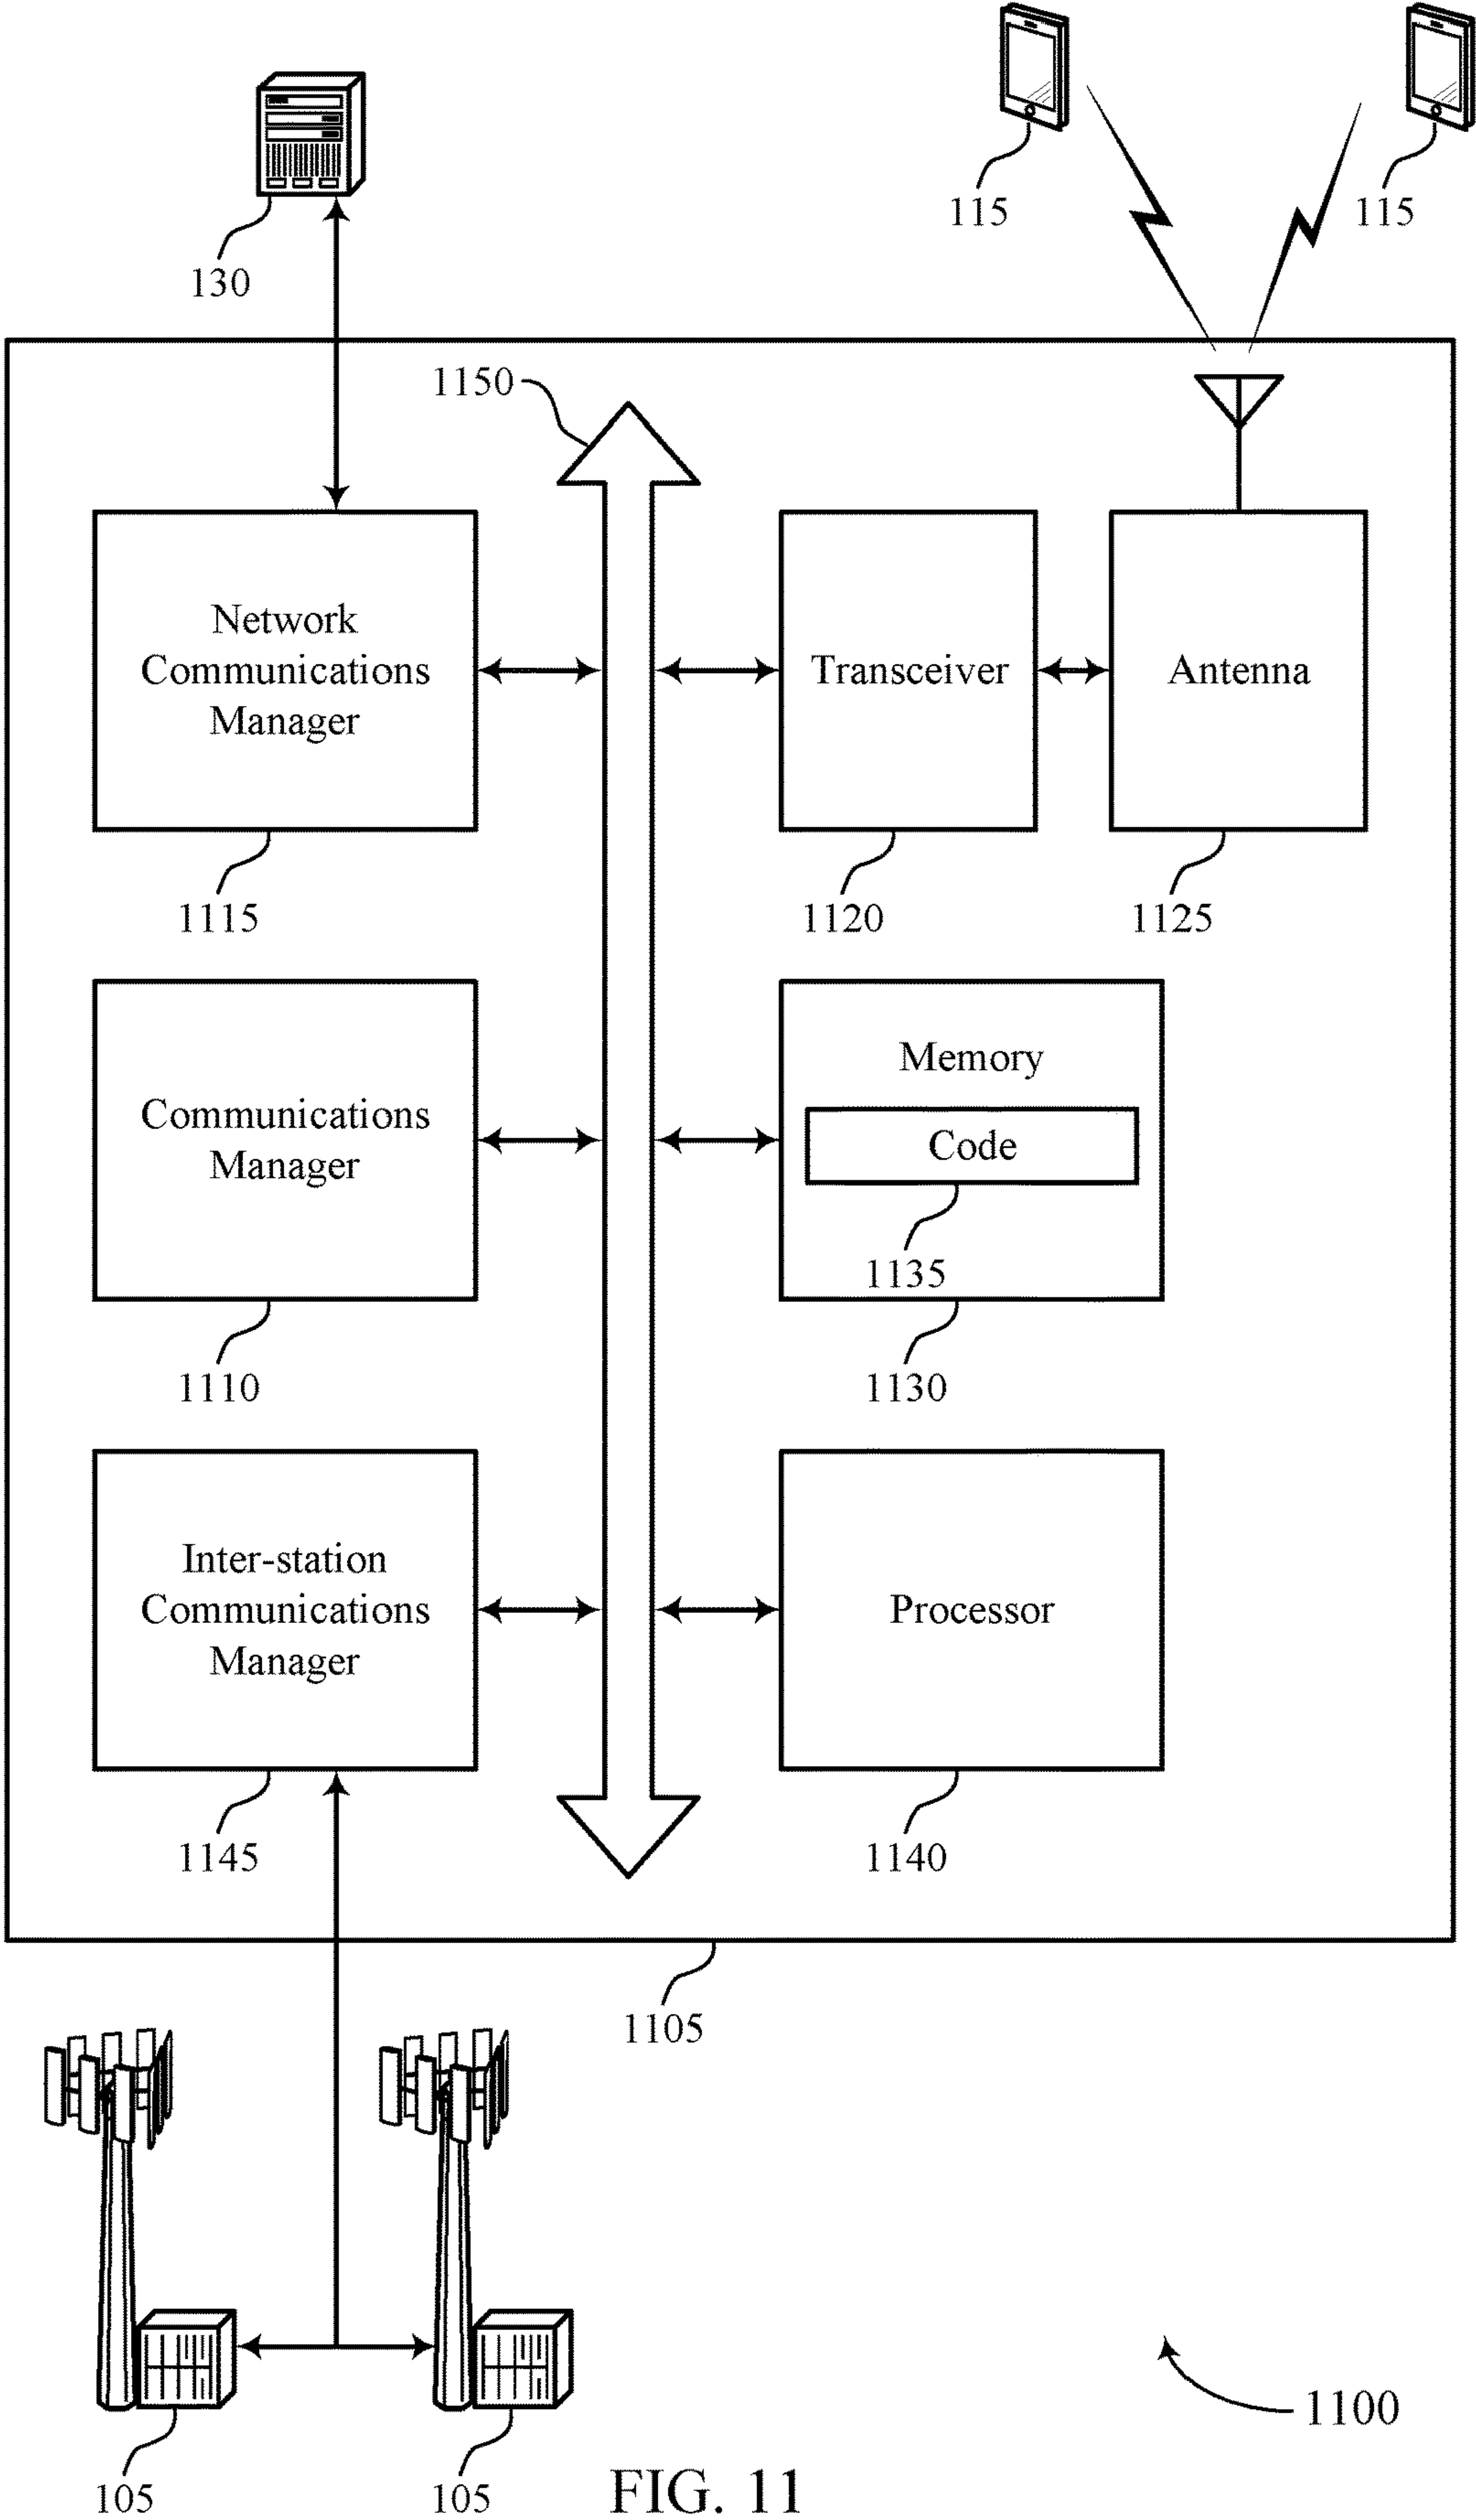 115
115
130
1150
Network
Communications
Manager
Transceiver
Antenna
1115
1120
1125
Communications
Manager
Memory
Code
1135
1110
1130
Inter-station
Communications
Manager
Processor
1145
1140
1105
1100
105
105
FIG. 11